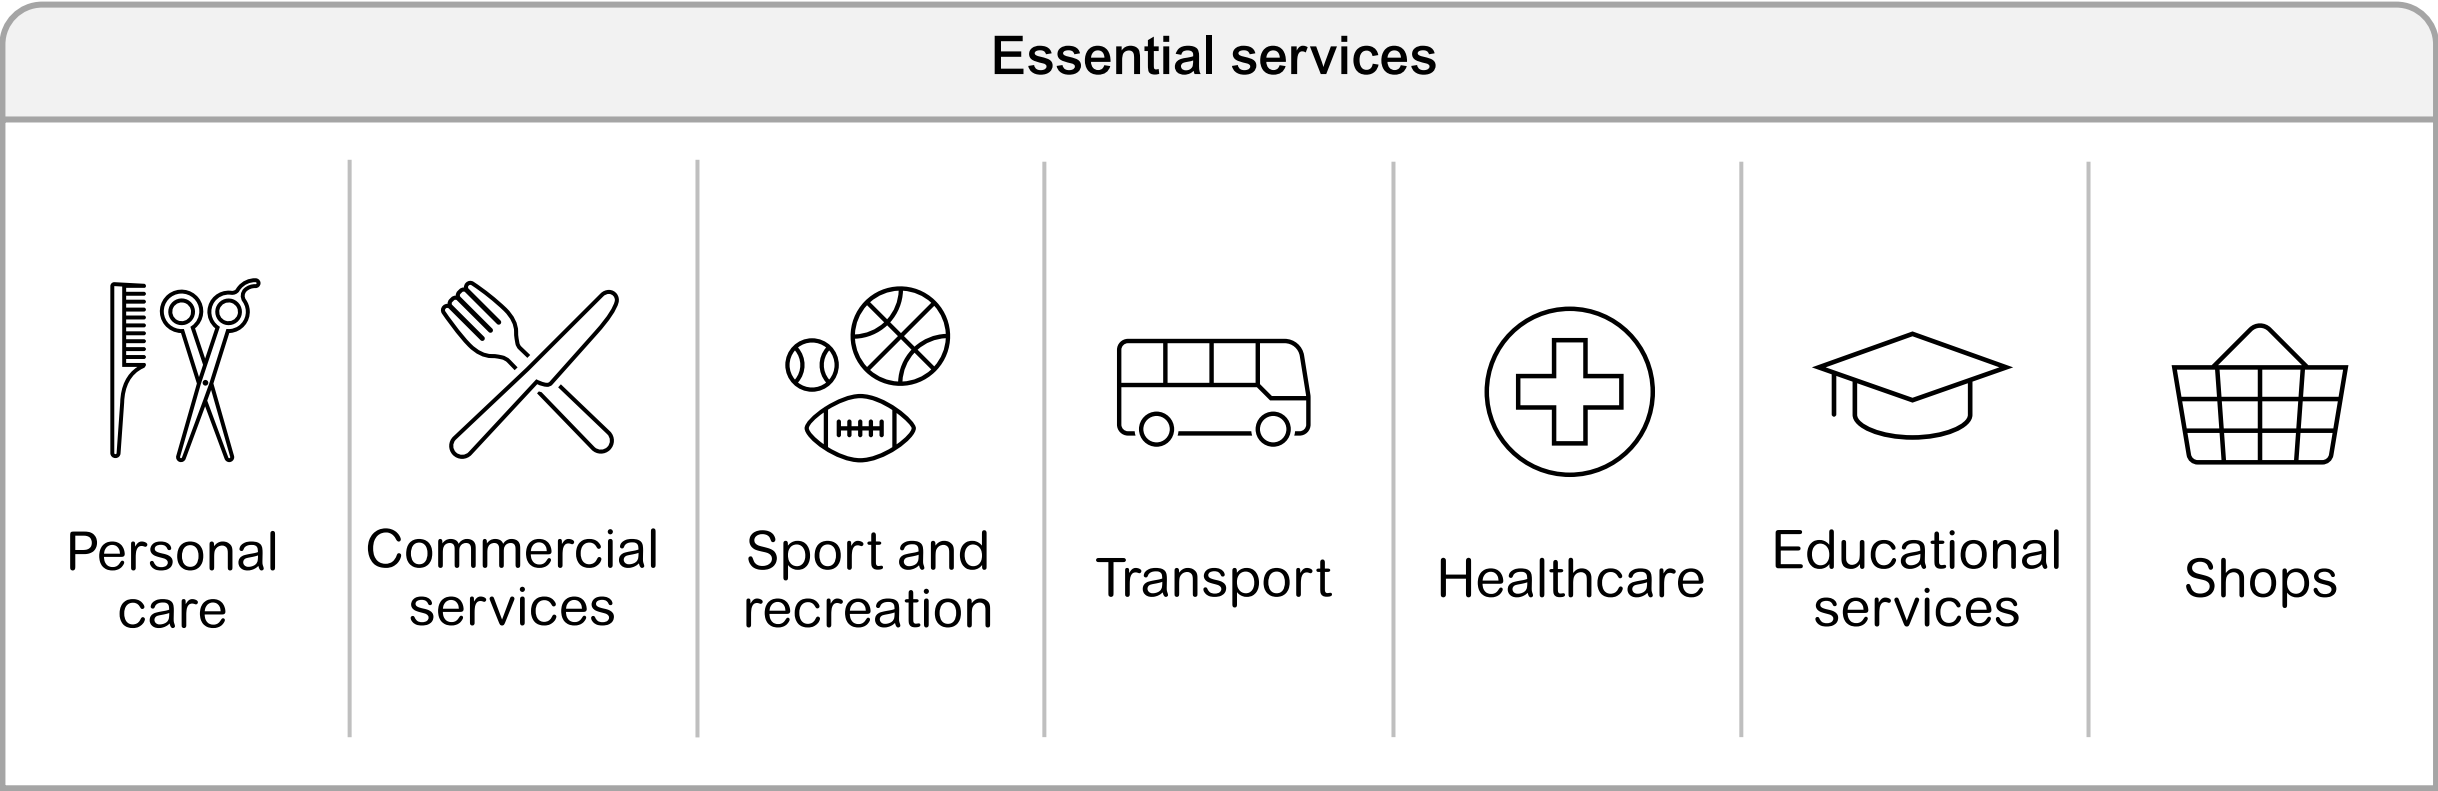 Essential services
Personal
care
Commercial
services
Sport and
recreation
Transport
Healthcare
Educational
services
Shops